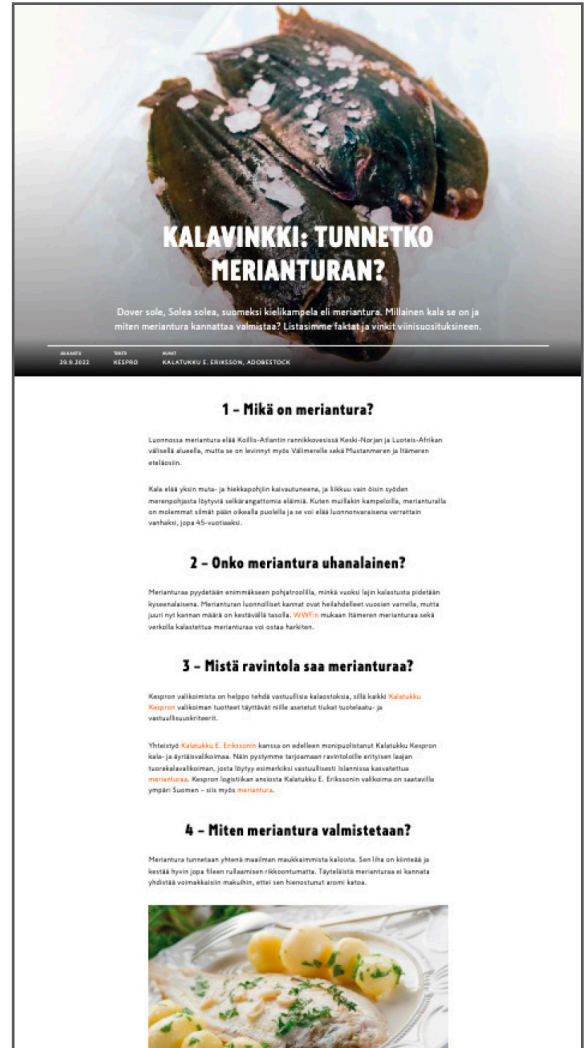 KALAVINKKI: TUNNETKO
MERIANTURAN?
Dover sole, Solea solea, suomeksi kielikampela eli meriantura. Millainen kala se on ja
miten meriantura kannattaa valmistaa? Listasimme faktat ja vinkit viinisuosituksineen.
JULKAISTU TEKSTI KUVAT
29.9.2022 KESPRO KALATUKKU E. ERIKSSON, ADOBESTOCK
1 – Mikä on meriantura?
Luonnossa meriantura elää Koillis-Atlantin rannikkovesissä Keski-Norjan ja Luoteis-Afrikan
välisellä alueella, mutta se on levinnyt myös Välimerelle sekä Mustanmeren ja Itämeren
eteläosiin.
Kala elää yksin muta- ja hiekkapohjiin kaivautuneena, ja liikkuu vain öisin syöden
merenpohjasta löytyviä selkärangattomia eläimiä. Kuten muillakin kampeloilla, merianturalla
on molemmat silmät pään oikealla puolella ja se voi elää luonnonvaraisena verrattain
vanhaksi, jopa 45-vuotiaaksi.
2 – Onko meriantura uhanalainen?
Merianturaa pyydetään enimmäkseen pohjatroolilla, minkä vuoksi lajin kalastusta pidetään
kyseenalaisena. Merianturan luonnolliset kannat ovat heilahdelleet vuosien varrella, mutta
juuri nyt kannan määrä on kestävällä tasolla. WWF:n mukaan Itämeren merianturaa sekä
verkolla kalastettua merianturaa voi ostaa harkiten.
3 – Mistä ravintola saa merianturaa?
Kespron valikoimista on helppo tehdä vastuullisia kalaostoksia, sillä kaikki Kalatukku
Kespron valikoiman tuotteet täyttävät niille asetetut tiukat tuotelaatu- ja
vastuullisuuskriteerit.
Yhteistyö Kalatukku E. Erikssonin kanssa on edelleen monipuolistanut Kalatukku Kespron
kala- ja äyriäisvalikoimaa. Näin pystymme tarjoamaan ravintoloille erityisen laajan
tuorekalavalikoiman, josta löytyy esimerkiksi vastuullisesti Islannissa kasvatettua
merianturaa. Kespron logistiikan ansiosta Kalatukku E. Erikssonin valikoima on saatavilla
ympäri Suomen – siis myös meriantura.
4 – Miten meriantura valmistetaan?
Meriantura tunnetaan yhtenä maailman maukkaimmista kaloista. Sen liha on kiinteää ja
kestää hyvin jopa fileen rullaamisen rikkoontumatta. Täyteläistä merianturaa ei kannata
yhdistää voimakkaisiin makuihin, ettei sen hienostunut aromi katoa.